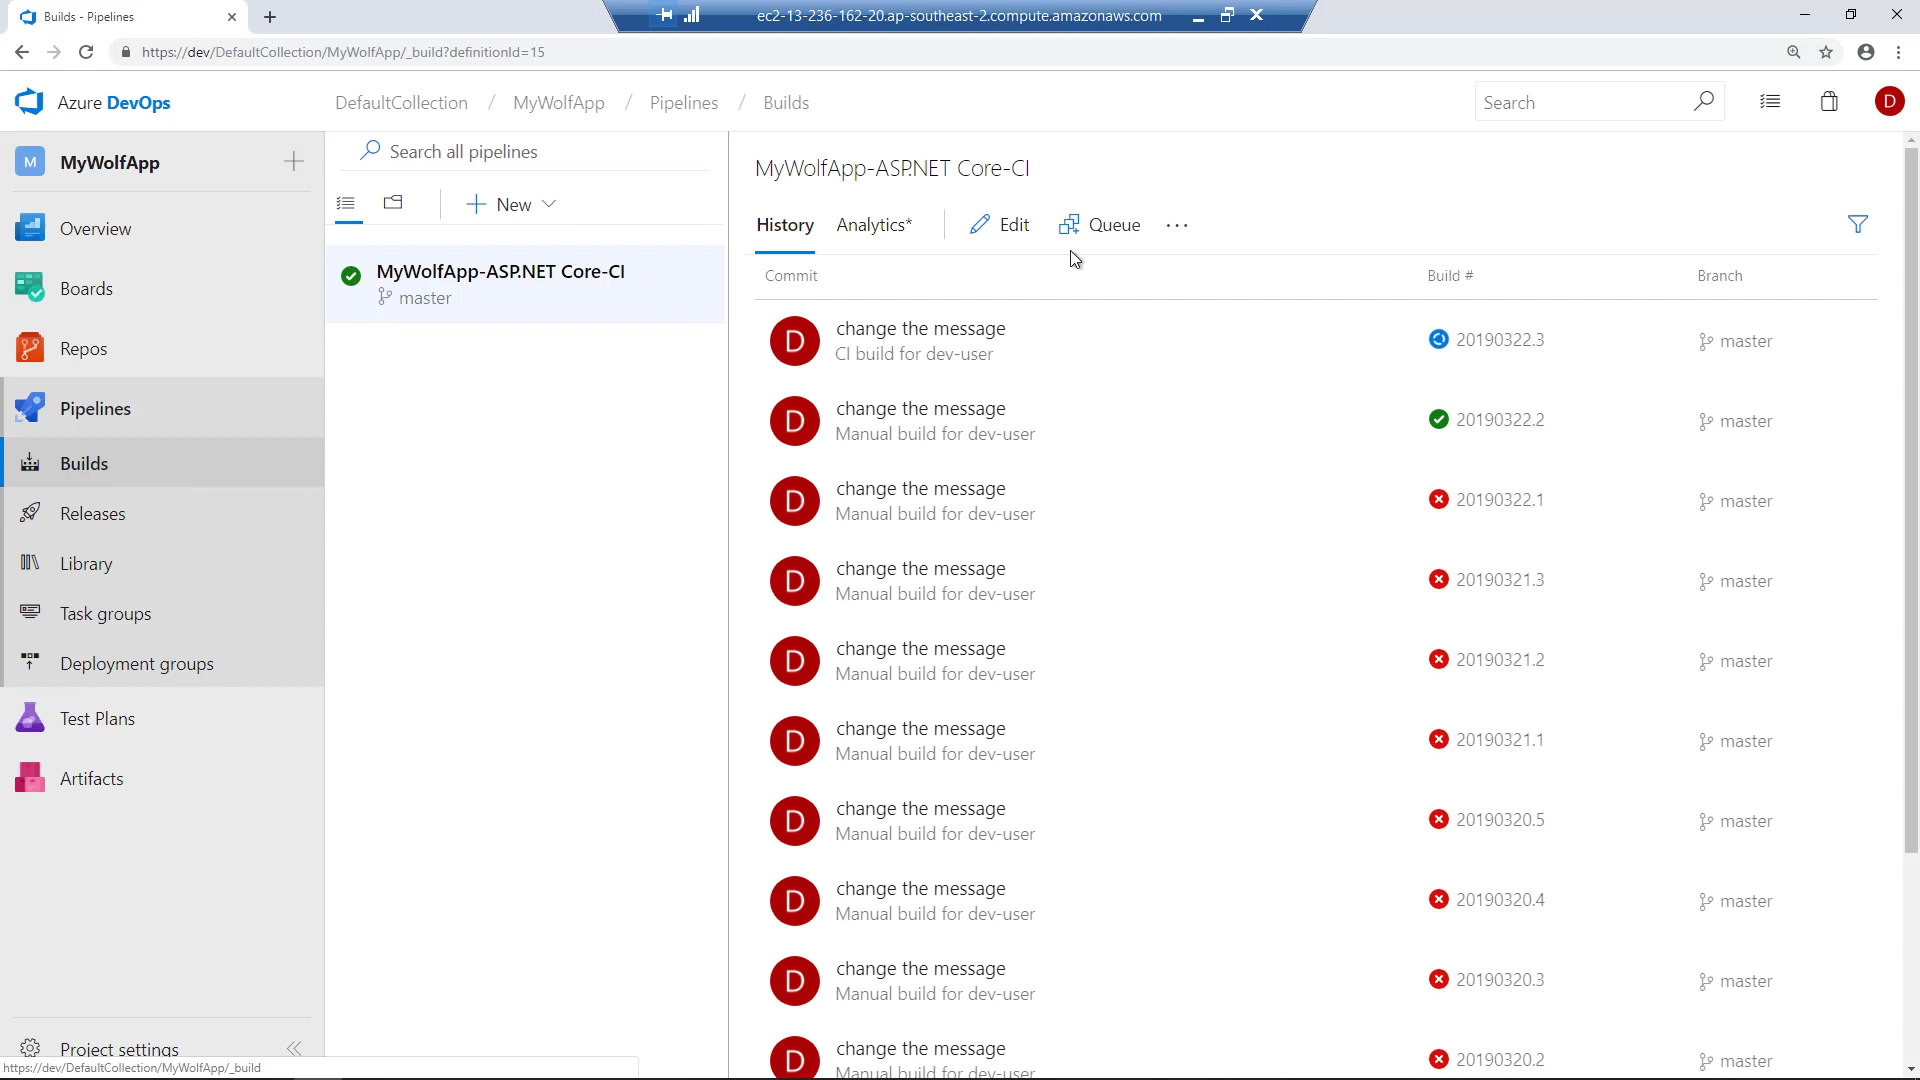 Builds - Pipelines
ec2-13-236-162-20.ap-southeast-2.compute.amazonaws.com
https://dev/DefaultCollection/MyWolfApp/_build?definitionId=15
Azure DevOps
DefaultCollection / MyWolfApp / Pipelines / Builds
Search
D
M MyWolfApp
Overview
Boards
Repos
Pipelines
Builds
Releases
Library
Task groups
Deployment groups
Test Plans
Artifacts
Project settings
https://dev/DefaultCollection/MyWolfApp/_build
Search all pipelines
New
MyWolfApp-ASP.NET Core-CI
master
MyWolfApp-ASP.NET Core-CI
History Analytics* Edit Queue ...
Commit Build # Branch
D change the message 20190322.3 master
CI build for dev-user
D change the message 20190322.2 master
Manual build for dev-user
D change the message 20190322.1 master
Manual build for dev-user
D change the message 20190321.3 master
Manual build for dev-user
D change the message 20190321.2 master
Manual build for dev-user
D change the message 20190321.1 master
Manual build for dev-user
D change the message 20190320.5 master
Manual build for dev-user
D change the message 20190320.4 master
Manual build for dev-user
D change the message 20190320.3 master
Manual build for dev-user
D change the message 20190320.2 master
Manual build for dev-user